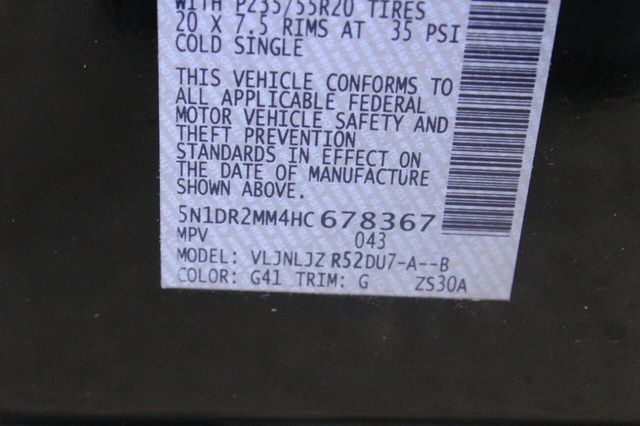 WITH P235/55R20 TIRES
20 X 7.5 RIMS AT 35 PSI
COLD SINGLE
THIS VEHICLE CONFORMS TO
ALL APPLICABLE FEDERAL
MOTOR VEHICLE SAFETY AND
THEFT PREVENTION
STANDARDS IN EFFECT ON
THE DATE OF MANUFACTURE
SHOWN ABOVE.
5N1DR2MM4HC678367
MPV 043
MODEL: VLJNLJZ R52DU7-A--B
COLOR: G41 TRIM: G ZS30A